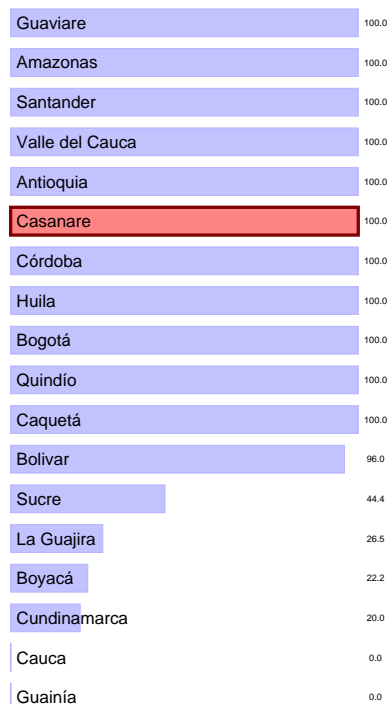 Guaviare 100.0
Amazonas 100.0
Santander 100.0
Valle del Cauca 100.0
Antioquia 100.0
Casanare 100.0
Córdoba 100.0
Huila 100.0
Bogotá 100.0
Quindío 100.0
Caquetá 100.0
Bolivar 96.0
Sucre 44.4
La Guajira 26.5
Boyacá 22.2
Cundinamarca 20.0
Cauca 0.0
Guainía 0.0